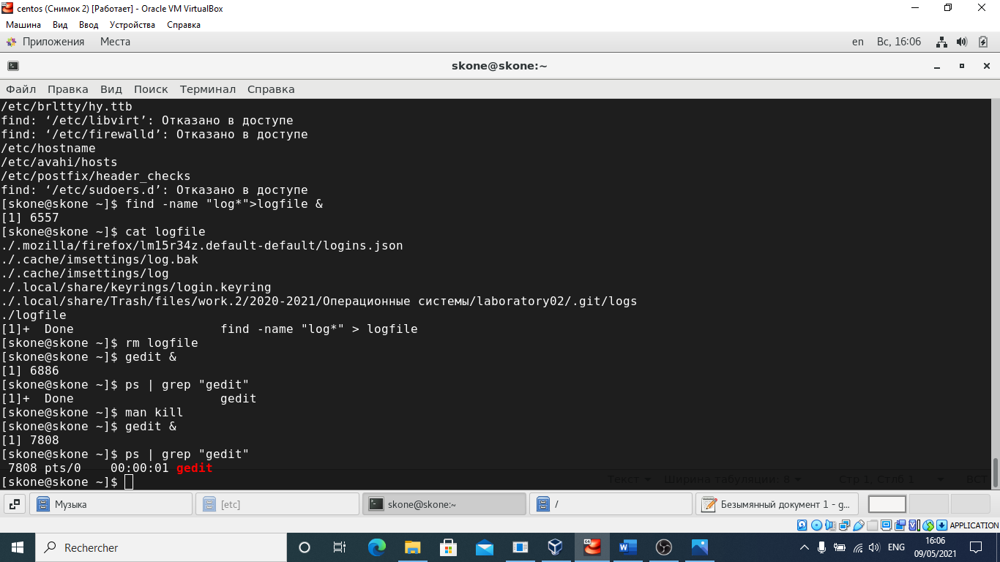 centos (Снимок 2) [Работает] - Oracle VM VirtualBox
Машина Вид Ввод Устройства Справка
Приложения Места en Вс, 16:06
skone@skone:~
Файл Правка Вид Поиск Терминал Справка
/etc/brltty/hy.ttb
find: ‘/etc/libvirt’: Отказано в доступе
find: ‘/etc/firewalld’: Отказано в доступе
/etc/hostname
/etc/avahi/hosts
/etc/postfix/header_checks
find: ‘/etc/sudoers.d’: Отказано в доступе
[skone@skone ~]$ find -name "log*">logfile &
[1] 6557
[skone@skone ~]$ cat logfile
./.mozilla/firefox/lm15r34z.default-default/logins.json
./.cache/imsettings/log.bak
./.cache/imsettings/log
./.local/share/keyrings/login.keyring
./.local/share/Trash/files/work.2/2020-2021/Операционные системы/laboratory02/.git/logs
./logfile
[1]+  Done                    find -name "log*" > logfile
[skone@skone ~]$ rm logfile
[skone@skone ~]$ gedit &
[1] 6886
[skone@skone ~]$ ps | grep "gedit"
[1]+  Done                    gedit
[skone@skone ~]$ man kill
[skone@skone ~]$ gedit &
[1] 7808
[skone@skone ~]$ ps | grep "gedit"
 7808 pts/0    00:00:01 gedit
[skone@skone ~]$
Текст Ширина табуляции: 8 Стр 1, Стлб 1 ВСТ
Музыка [etc] skone@skone:~ / Безымянный документ 1 - g...
APPLICATION
Rechercher ENG 16:06
09/05/2021